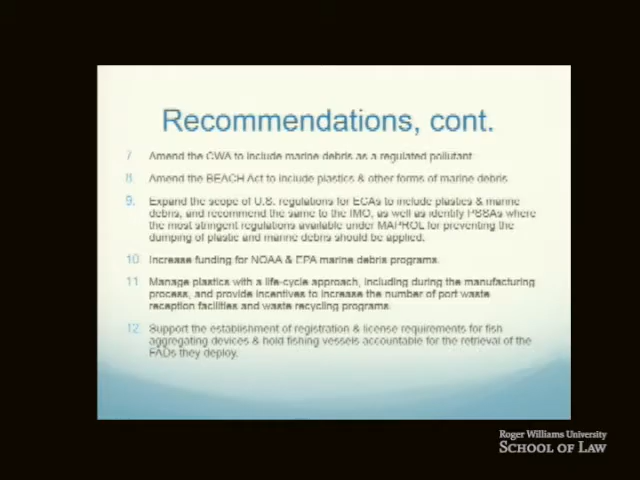 Recommendations, cont.
7. Amend the CWA to include marine debris as a regulated pollutant
8. Amend the BEACH Act to include plastics & other forms of marine debris
9. Expand the scope of U.S. regulations for ECAs to include plastics & marine
debris, and recommend the same to the IMO, as well as identify PSSAs where
the most stringent regulations available under MAPROL for preventing the
dumping of plastic and marine debris should be applied.
10. Increase funding for NOAA & EPA marine debris programs.
11. Manage plastics with a life-cycle approach, including during the manufacturing
process, and provide incentives to increase the number of port waste
reception facilities and waste recycling programs.
12. Support the establishment of registration & license requirements for fish
aggregating devices & hold fishing vessels accountable for the retrieval of the
FADs they deploy.
Roger Williams University
SCHOOL OF LAW